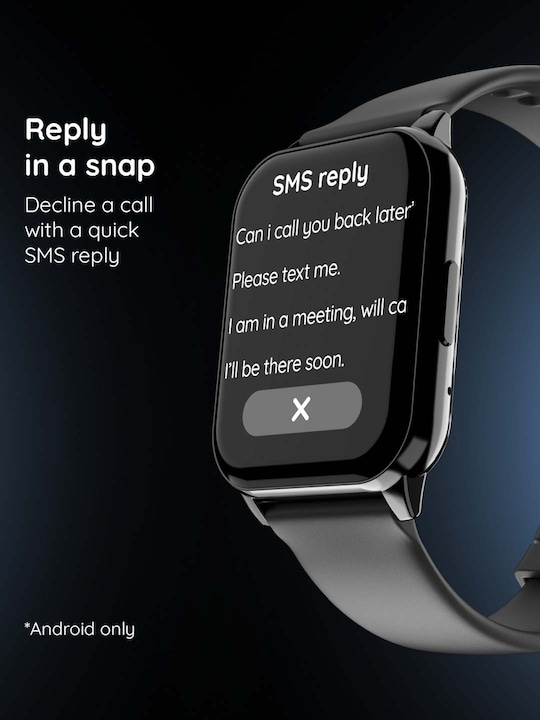 Reply
in a snap
Decline a call
with a quick
SMS reply
SMS reply
Can i call you back later'
Please text me.
I am in a meeting, will ca
I'll be there soon.
X
*Android only